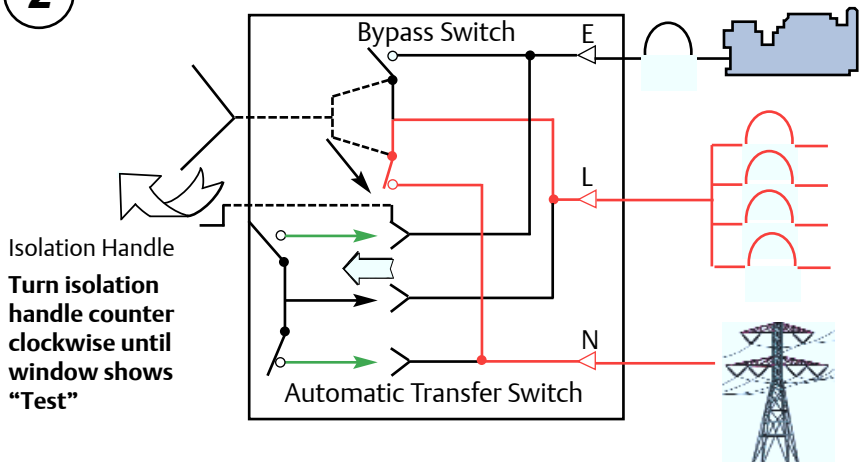 2
Bypass Switch
E
L
Isolation Handle
Turn isolation
handle counter
clockwise until
window shows
“Test”
N
Automatic Transfer Switch